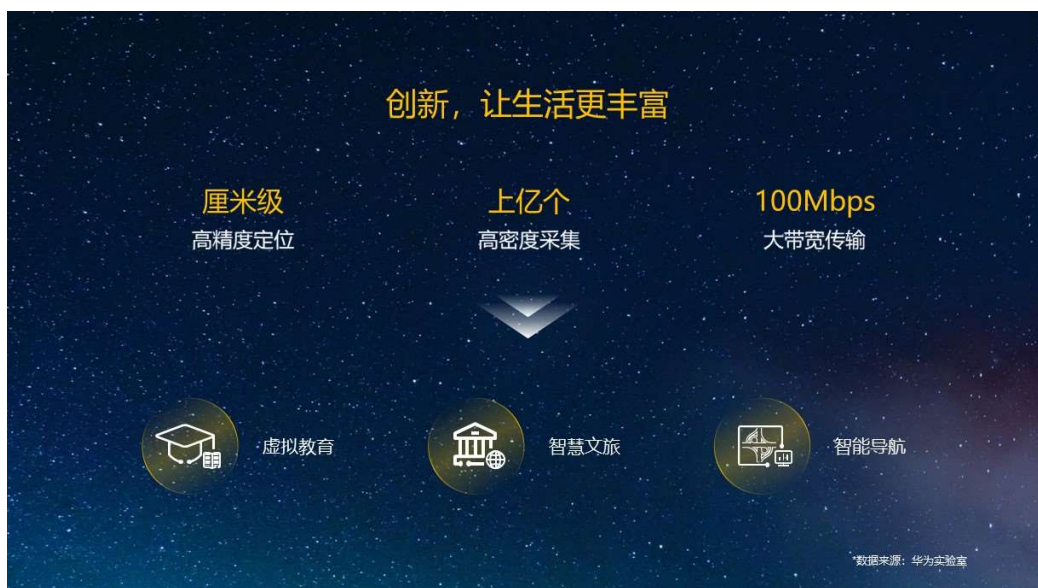 创新，让生活更丰富
厘米级
上亿个
100Mbps
高精度定位
高密度采集
大带宽传输
虚拟教育
智慧文旅
智能导航
*数据来源：华为实验室